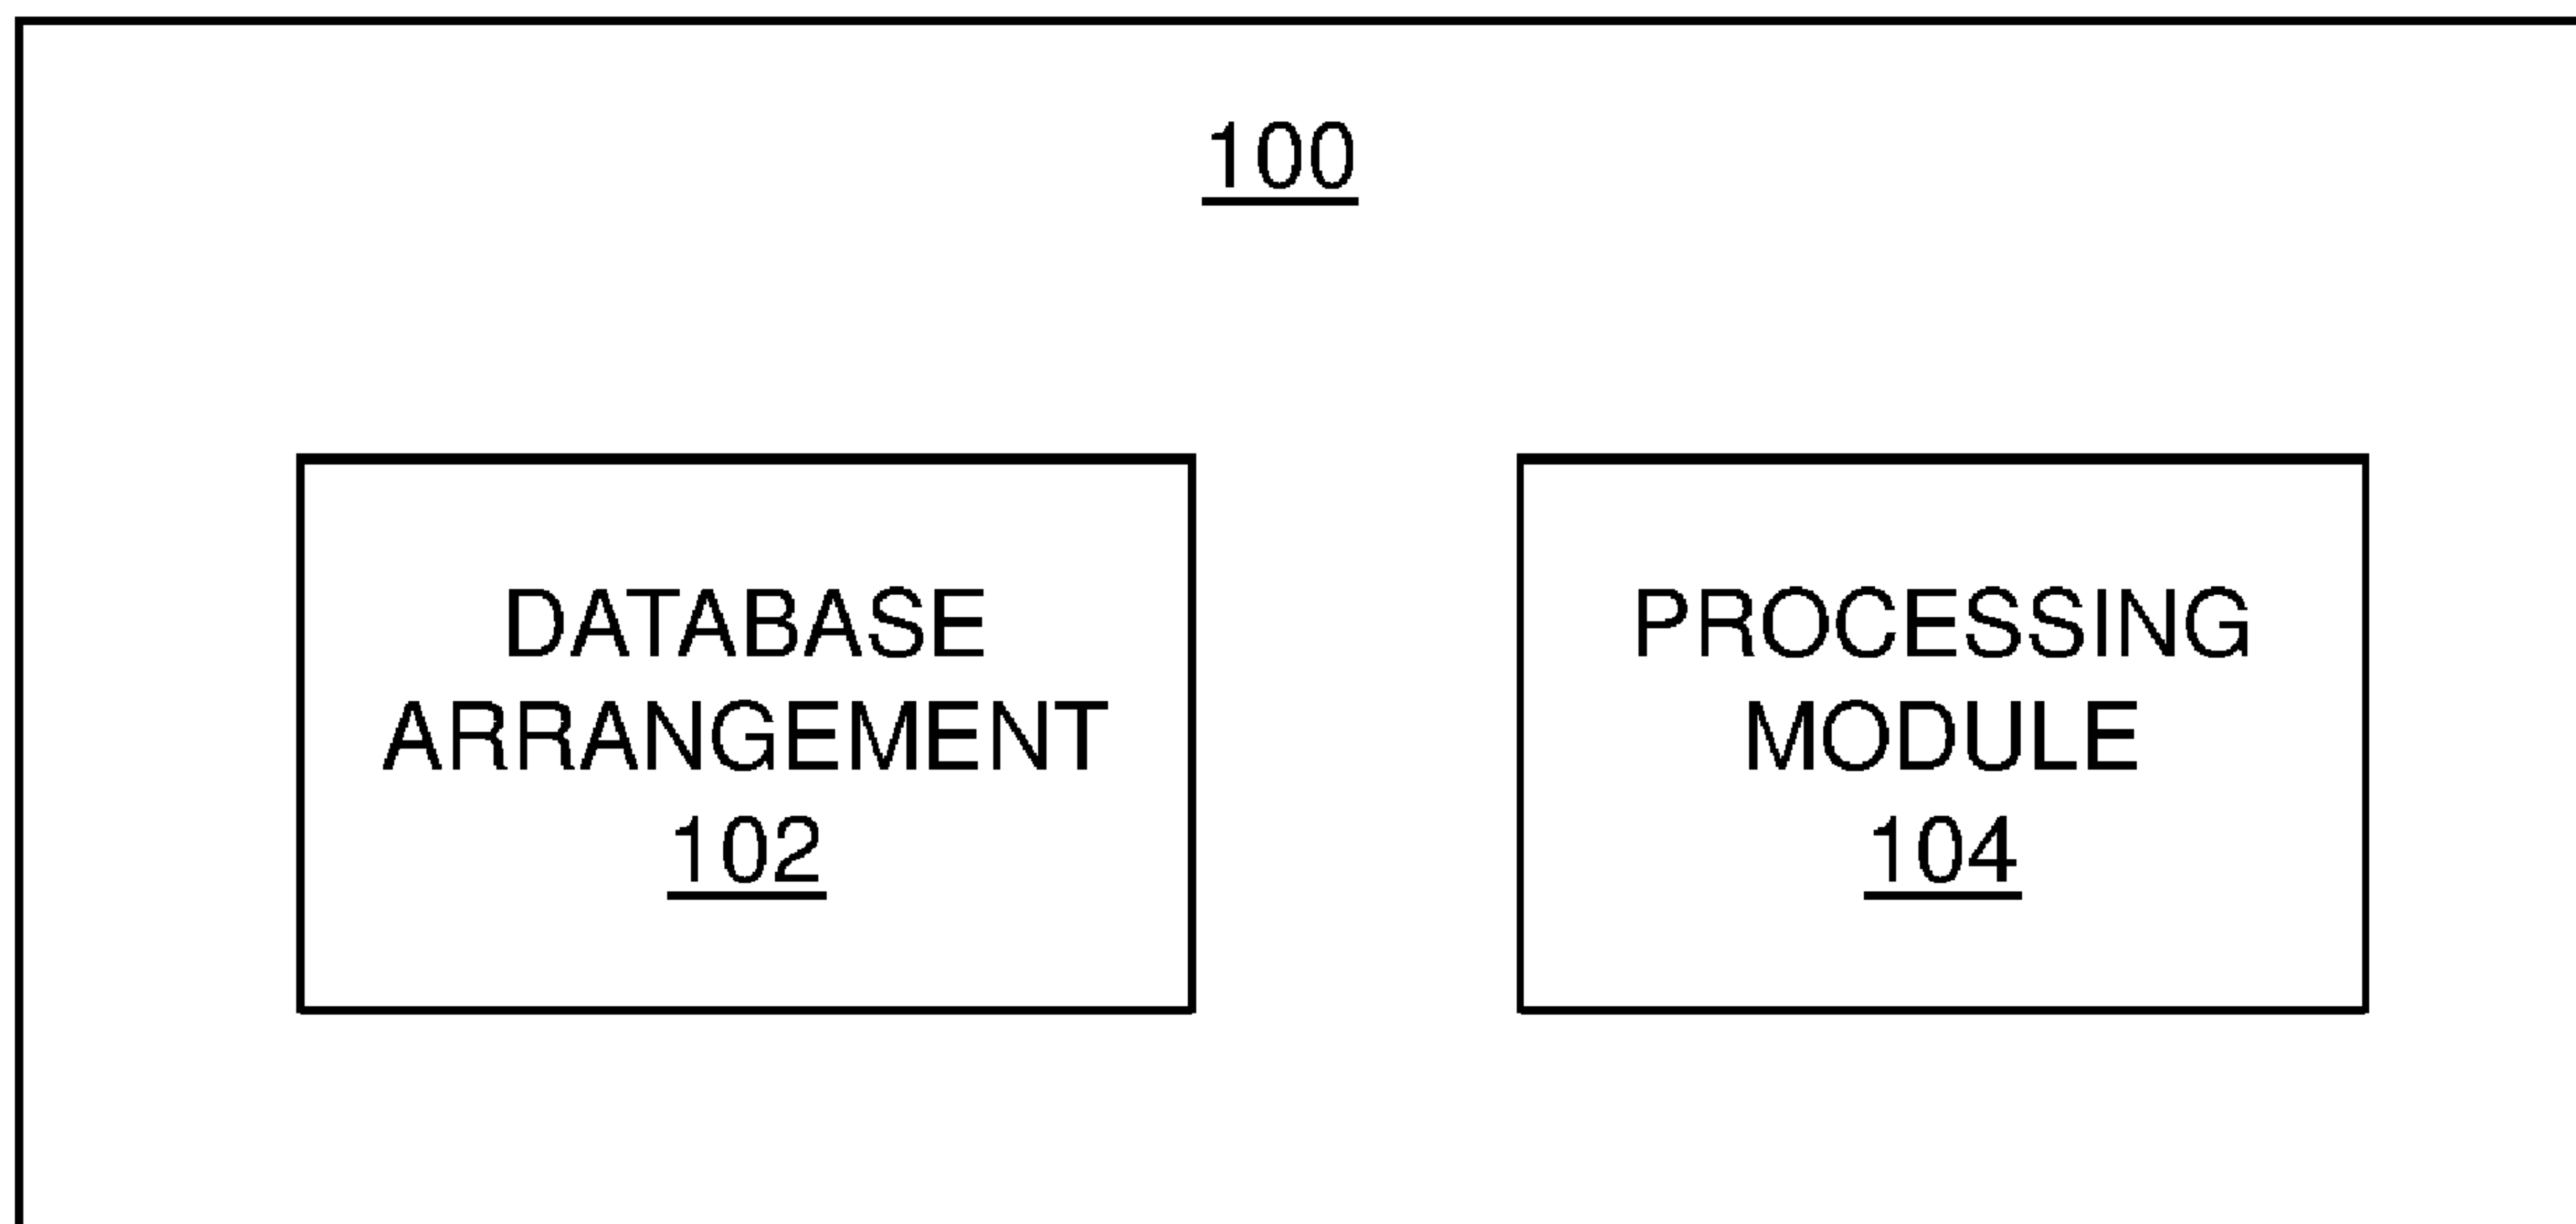 100
DATABASE
ARRANGEMENT
102
PROCESSING
MODULE
104